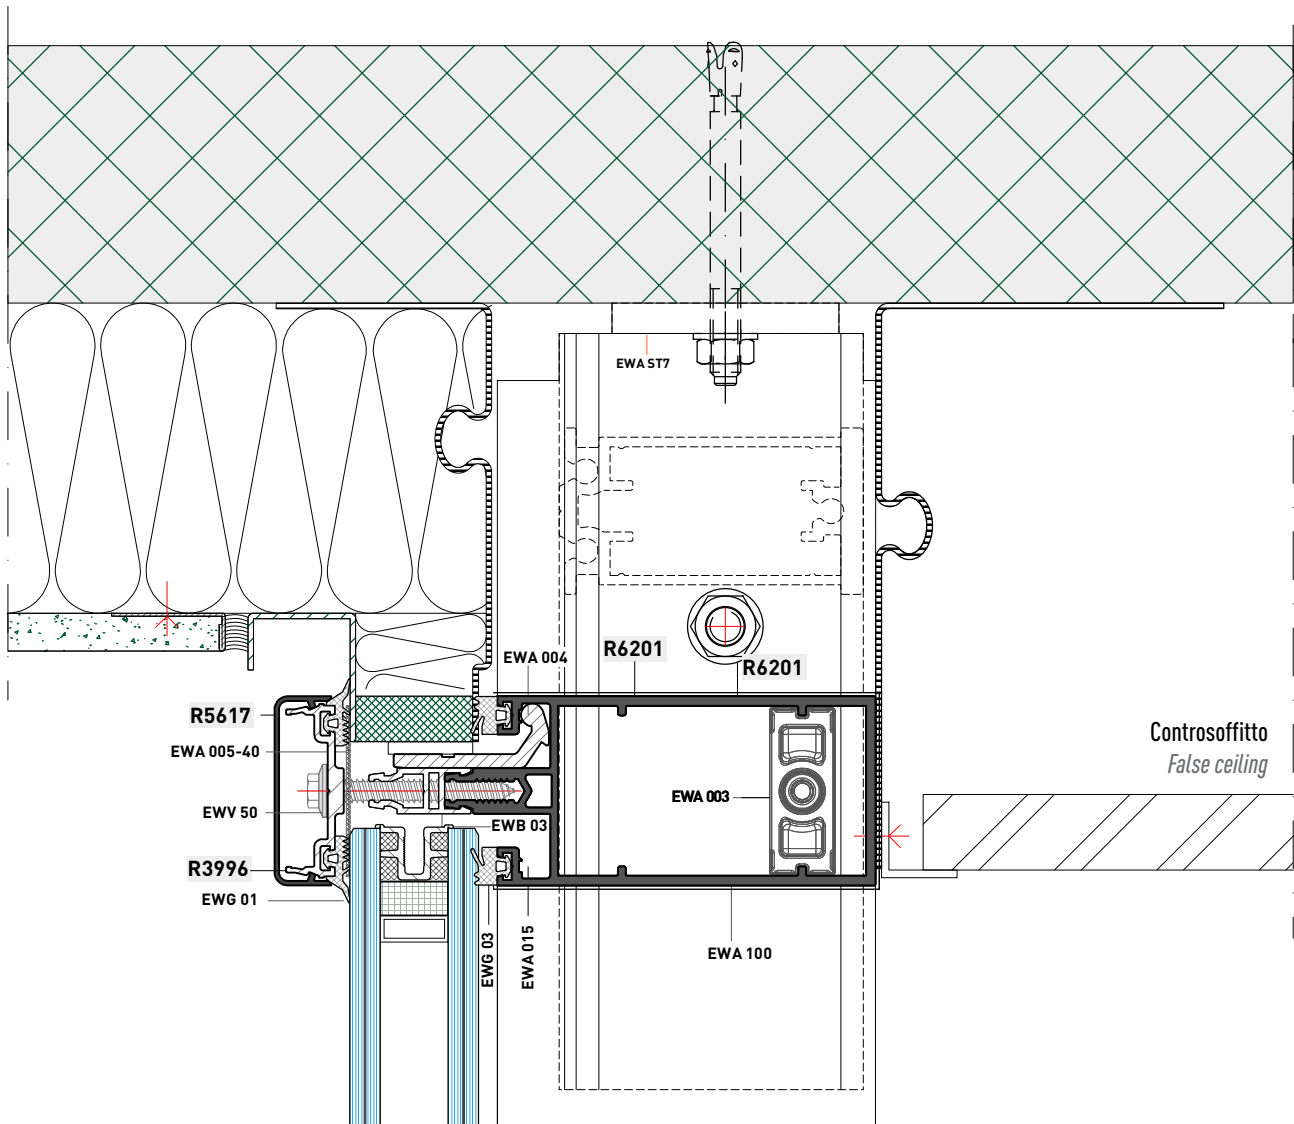 EWA ST7
EWA 004
R6201
R6201
R5617
EWA 005-40
Controsoffitto
False ceiling
EWA 003
EWV 50
EWB 03
R3996
EWG 01
EWG 03
EWA 015
EWA 100